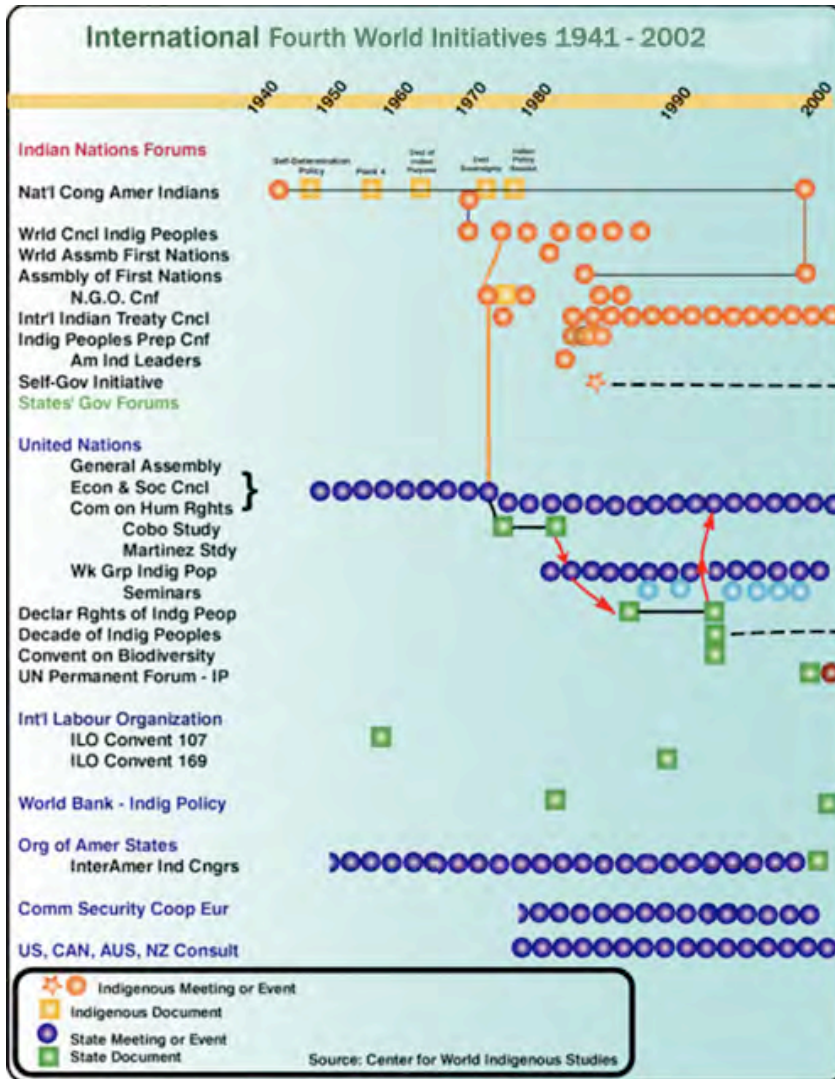 International Fourth World Initiatives 1941 - 2002
1940 1950 1960 1970 1980 1990 2000
Indian Nations Forums
Self-Determination Policy
Point 4
Decl of Indian Purpose
Decl Sovereignty
Indian Policy
Nat'l Cong Amer Indians
Wrld Cncl Indig Peoples
Wrld Assmb First Nations
Assmbly of First Nations
N.G.O. Cnf
Intr'l Indian Treaty Cncl
Indig Peoples Prep Cnf
Am Ind Leaders
Self-Gov Initiative
States' Gov Forums
United Nations
General Assembly
Econ & Soc Cncl
}
Com on Hum Rghts
Cobo Study
Martinez Stdy
Wk Grp Indig Pop
Seminars
Declar Rghts of Indg Peop
Decade of Indig Peoples
Convent on Biodiversity
UN Permanent Forum - IP
Int'l Labour Organization
ILO Convent 107
ILO Convent 169
World Bank - Indig Policy
Org of Amer States
InterAmer Ind Cngrs
Comm Security Coop Eur
US, CAN, AUS, NZ Consult
Indigenous Meeting or Event
Indigenous Document
State Meeting or Event
State Document
Source: Center for World Indigenous Studies